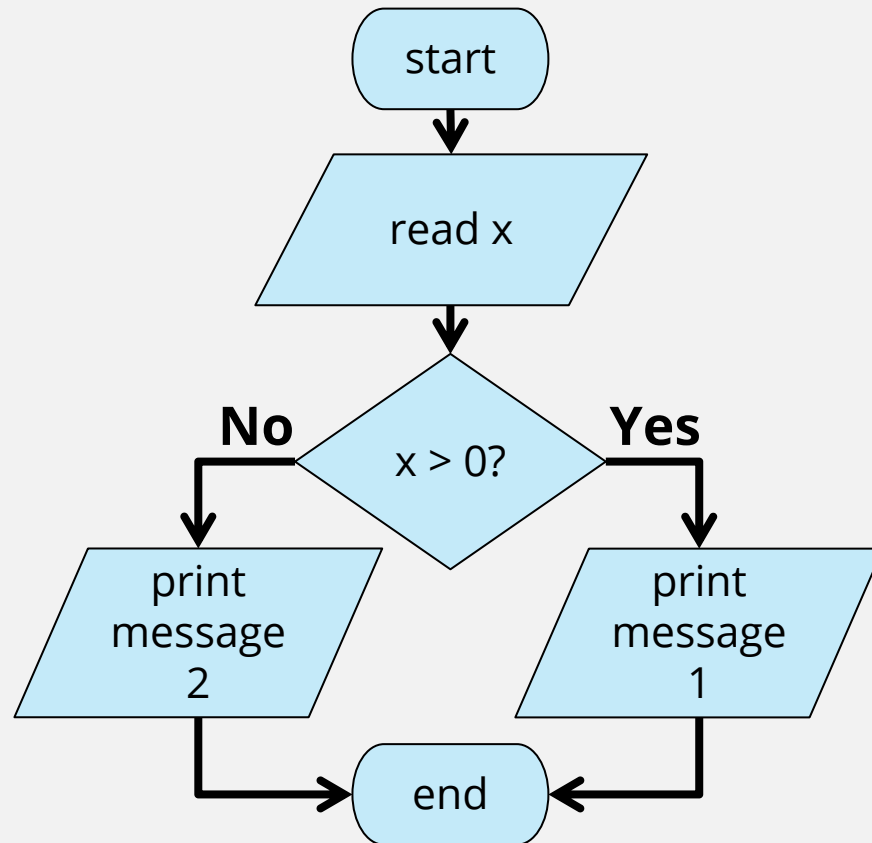 start
read x
No
Yes
x > 0?
print
message
2
print
message
1
end